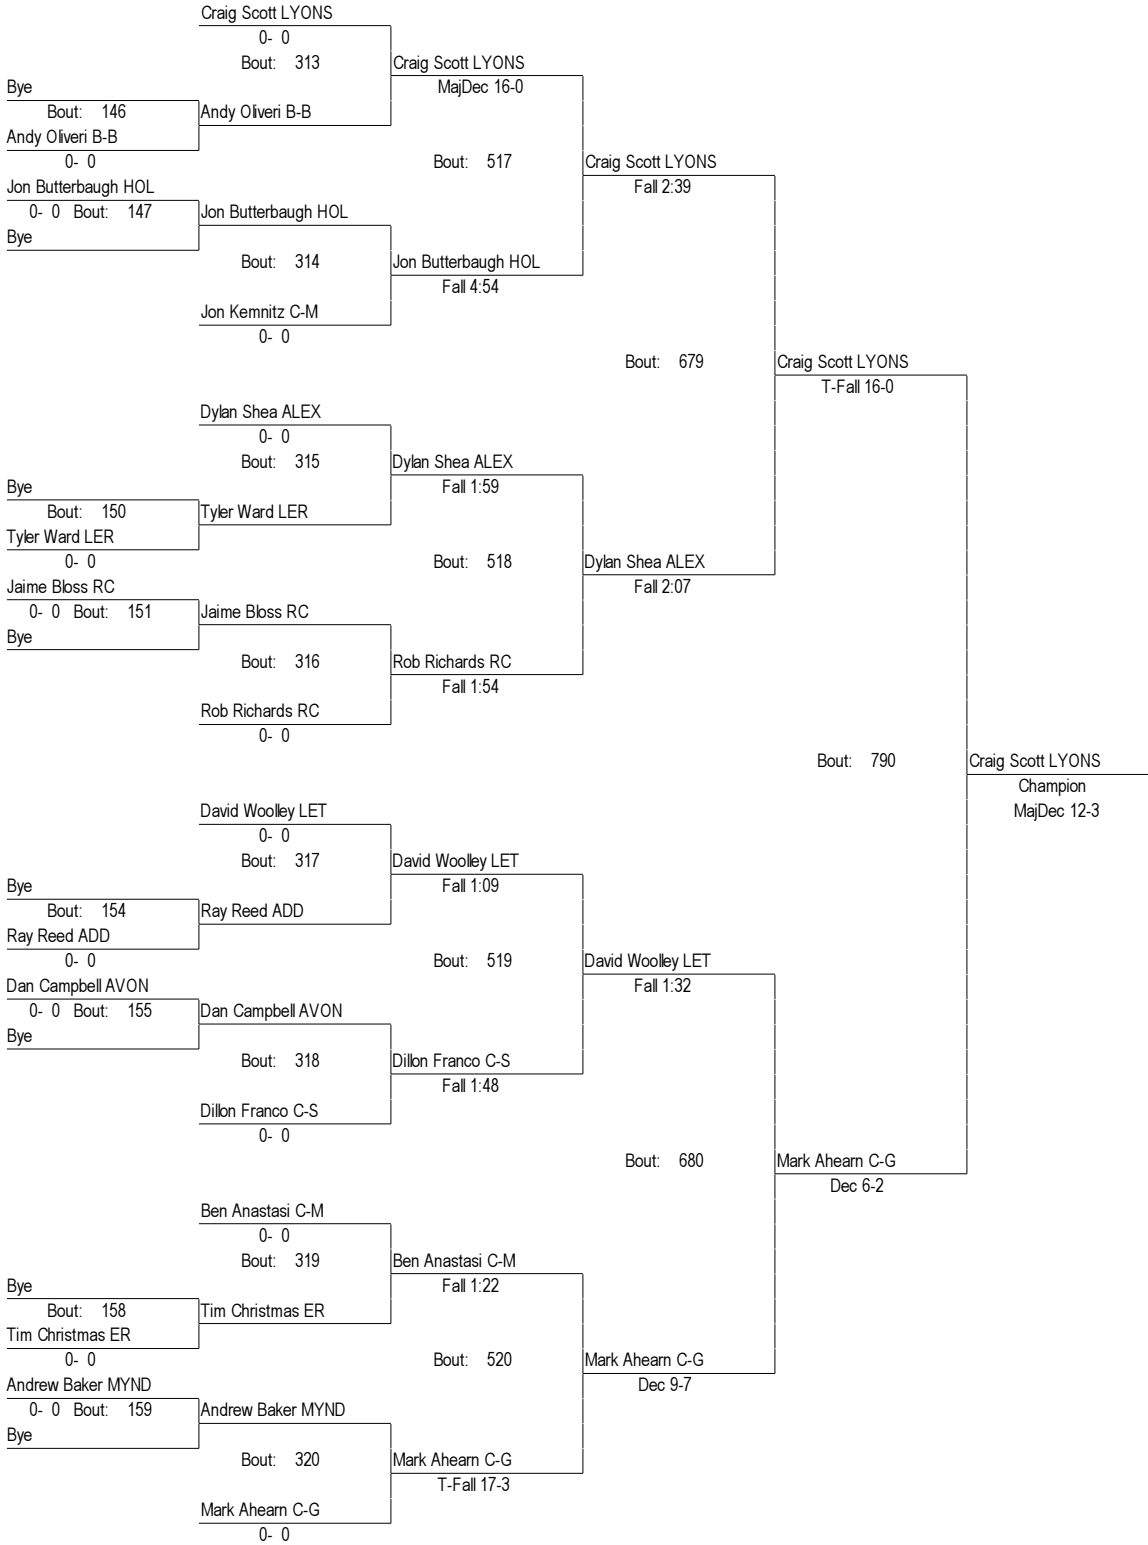 Craig Scott LYONS
0- 0
Bout: 313
Craig Scott LYONS
MajDec 16-0
Bye
Bout: 146
Andy Oliveri B-B
Andy Oliveri B-B
0- 0
Bout: 517
Craig Scott LYONS
Fall 2:39
Jon Butterbaugh HOL
0- 0 Bout: 147
Jon Butterbaugh HOL
Bye
Bout: 314
Jon Butterbaugh HOL
Fall 4:54
Jon Kemnitz C-M
0- 0
Bout: 679
Craig Scott LYONS
T-Fall 16-0
Dylan Shea ALEX
0- 0
Bout: 315
Dylan Shea ALEX
Fall 1:59
Bye
Bout: 150
Tyler Ward LER
Tyler Ward LER
0- 0
Bout: 518
Dylan Shea ALEX
Fall 2:07
Jaime Bloss RC
0- 0 Bout: 151
Jaime Bloss RC
Bye
Bout: 316
Rob Richards RC
Fall 1:54
Rob Richards RC
0- 0
Bout: 790
Craig Scott LYONS
Champion
MajDec 12-3
David Woolley LET
0- 0
Bout: 317
David Woolley LET
Fall 1:09
Bye
Bout: 154
Ray Reed ADD
Ray Reed ADD
0- 0
Bout: 519
David Woolley LET
Fall 1:32
Dan Campbell AVON
0- 0 Bout: 155
Dan Campbell AVON
Bye
Bout: 318
Dillon Franco C-S
Fall 1:48
Dillon Franco C-S
0- 0
Bout: 680
Mark Ahearn C-G
Dec 6-2
Ben Anastasi C-M
0- 0
Bout: 319
Ben Anastasi C-M
Fall 1:22
Bye
Bout: 158
Tim Christmas ER
Tim Christmas ER
0- 0
Bout: 520
Mark Ahearn C-G
Dec 9-7
Andrew Baker MYND
0- 0 Bout: 159
Andrew Baker MYND
Bye
Bout: 320
Mark Ahearn C-G
T-Fall 17-3
Mark Ahearn C-G
0- 0